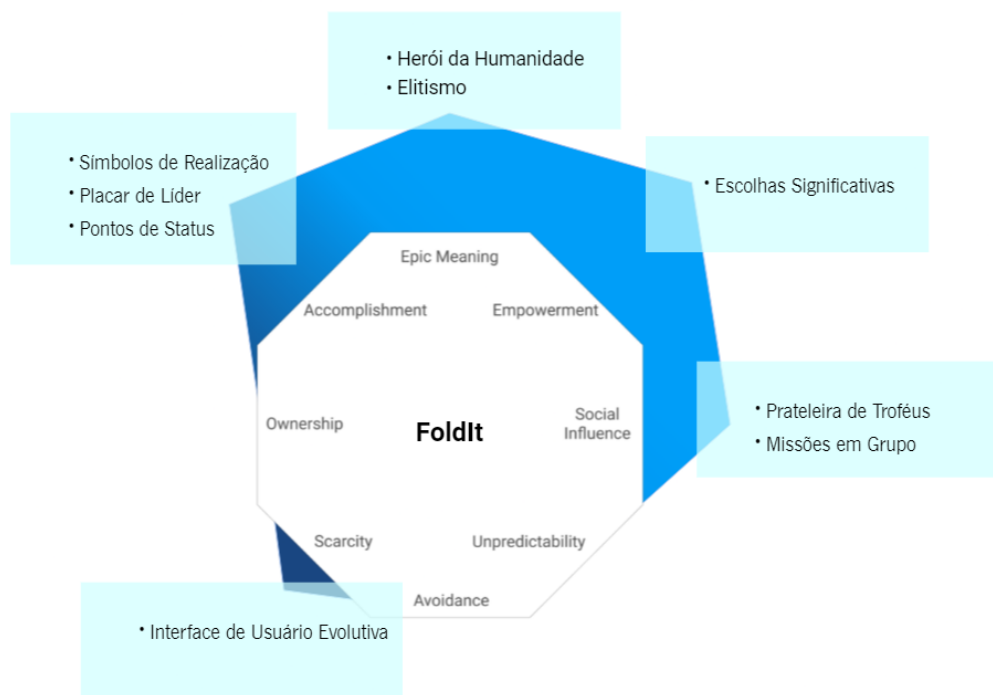 • Herói da Humanidade
• Elitismo
• Símbolos de Realização
• Placar de Líder
• Pontos de Status
• Escolhas Significativas
Epic Meaning
Accomplishment
Empowerment
Ownership
FoldIt
Social
Influence
• Prateleira de Troféus
• Missões em Grupo
Scarcity
Unpredictability
Avoidance
• Interface de Usuário Evolutiva